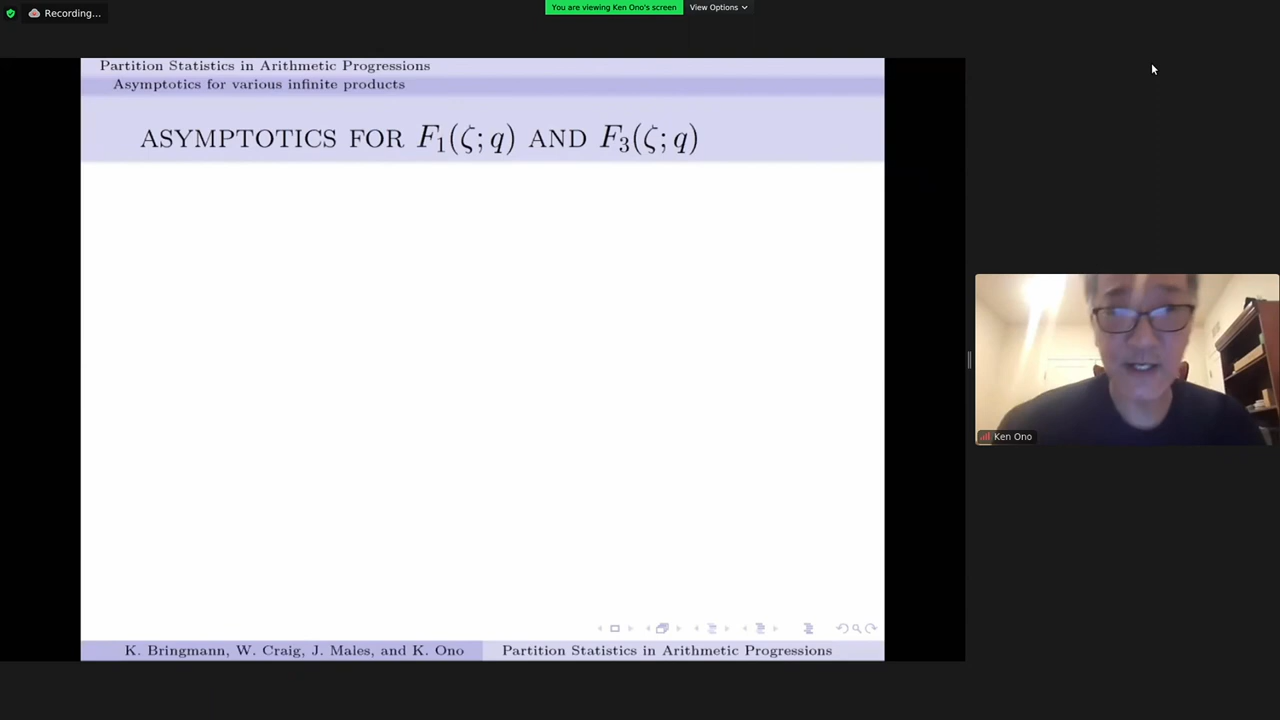 Recording...
You are viewing Ken Ono's screen
View Options
Partition Statistics in Arithmetic Progressions
Asymptotics for various infinite products
ASYMPTOTICS FOR F₁(ζ; q) AND F₃(ζ; q)
Ken Ono
K. Bringmann, W. Craig, J. Males, and K. Ono
Partition Statistics in Arithmetic Progressions